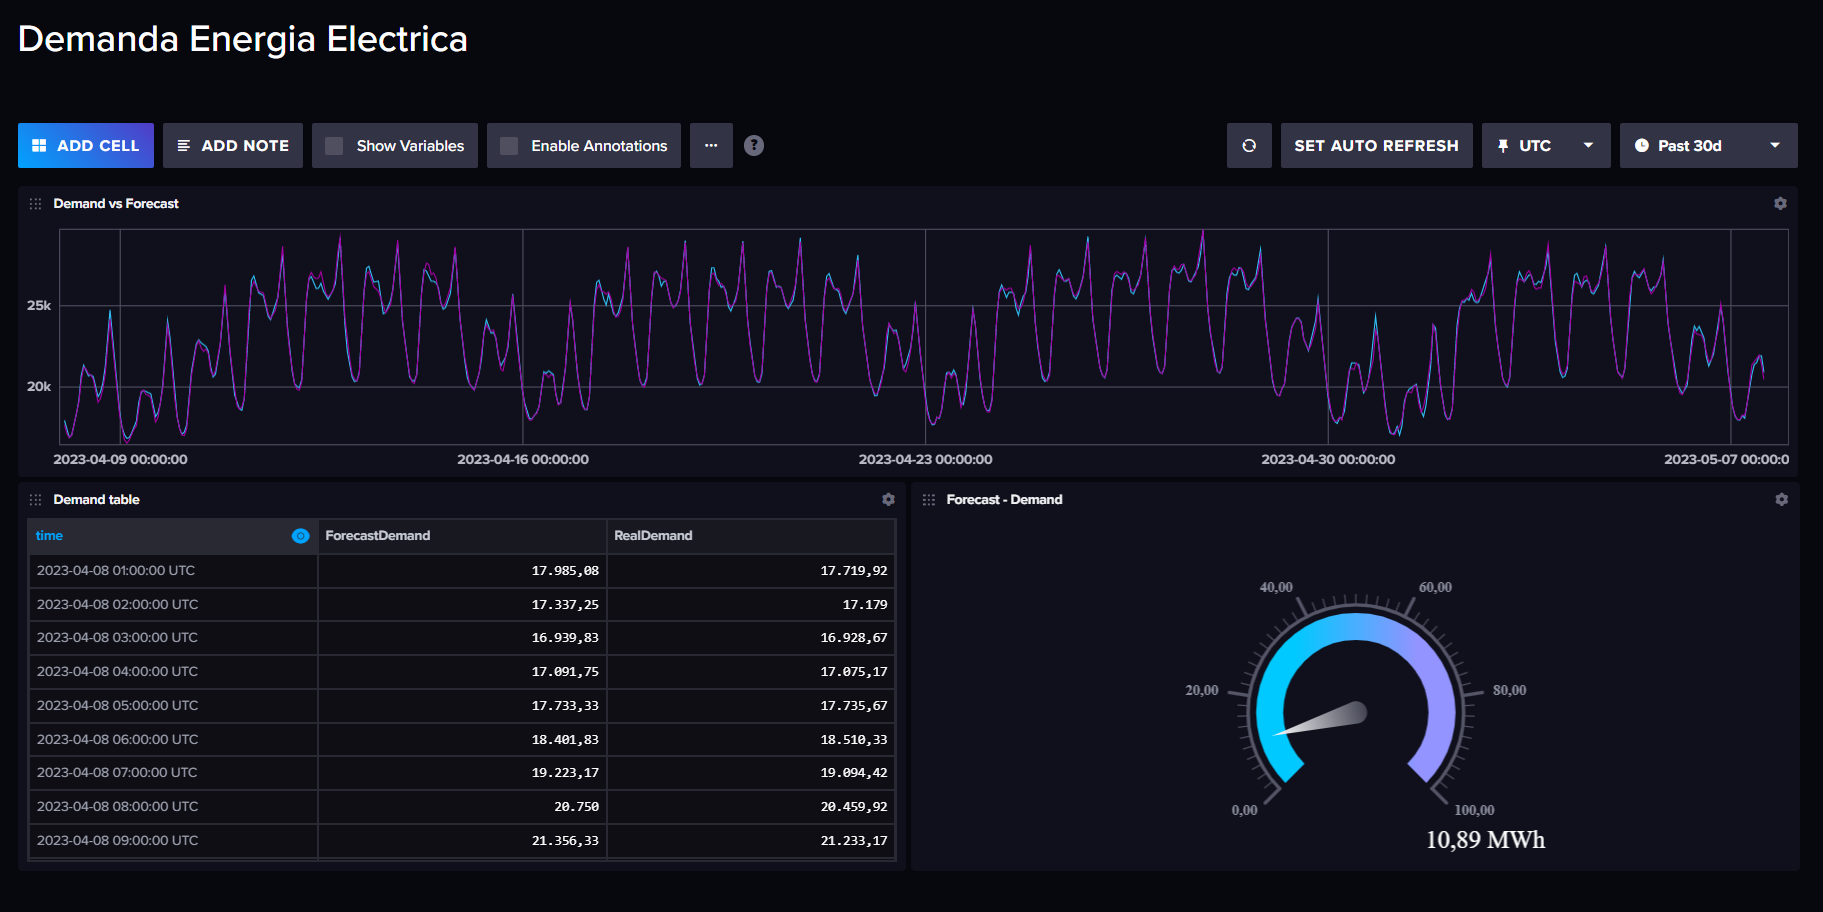 Demanda Energia Electrica
ADD CELL ADD NOTE Show Variables Enable Annotations ... ? SET AUTO REFRESH UTC Past 30d
Demand vs Forecast
25k
20k
2023-04-09 00:00:00 2023-04-16 00:00:00 2023-04-23 00:00:00 2023-04-30 00:00:00 2023-05-07 00:00:0
Demand table
time ForecastDemand RealDemand
2023-04-08 01:00:00 UTC 17.985,08 17.719,92
2023-04-08 02:00:00 UTC 17.337,25 17.179
2023-04-08 03:00:00 UTC 16.939,83 16.928,67
2023-04-08 04:00:00 UTC 17.091,75 17.075,17
2023-04-08 05:00:00 UTC 17.733,33 17.735,67
2023-04-08 06:00:00 UTC 18.401,83 18.510,33
2023-04-08 07:00:00 UTC 19.223,17 19.094,42
2023-04-08 08:00:00 UTC 20.750 20.459,92
2023-04-08 09:00:00 UTC 21.356,33 21.233,17
Forecast - Demand
40,00 60,00
20,00 80,00
0,00 100,00
10,89 MWh